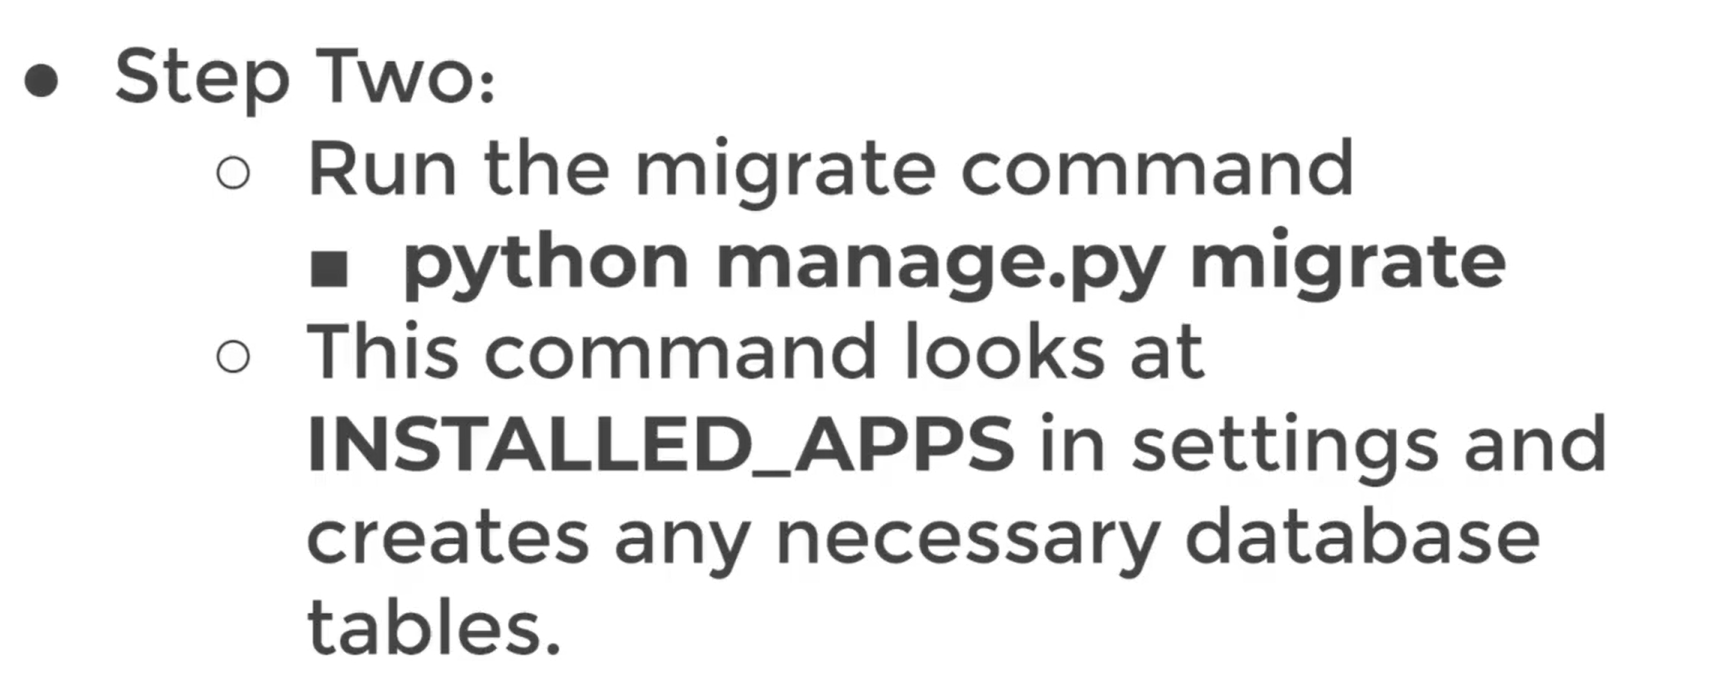 ● Step Two:
○ Run the migrate command
■ python manage.py migrate
○ This command looks at
INSTALLED_APPS in settings and
creates any necessary database
tables.